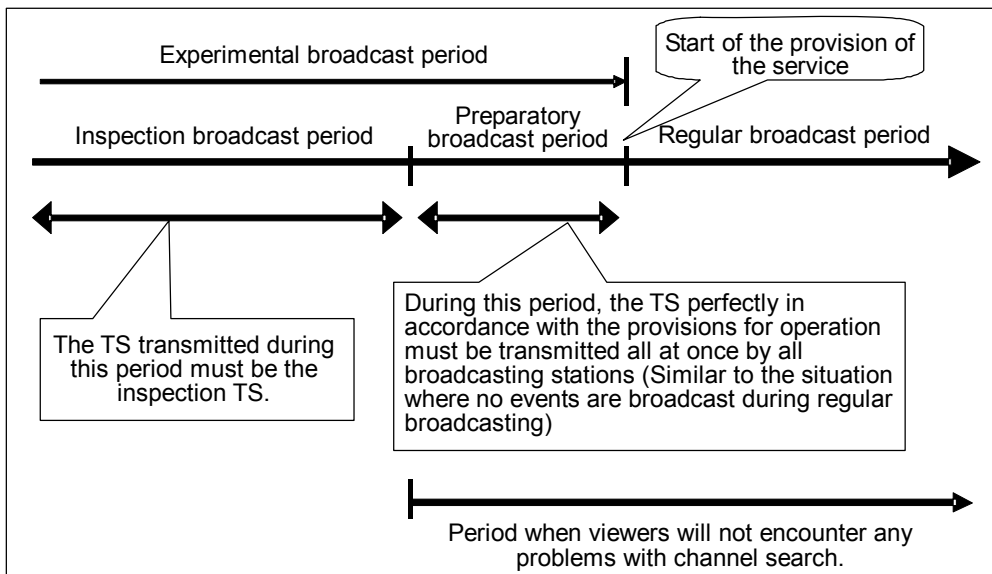 Experimental broadcast period
Start of the provision of
the service
Inspection broadcast period
Preparatory
broadcast period
Regular broadcast period
The TS transmitted during
this period must be the
inspection TS.
During this period, the TS perfectly in
accordance with the provisions for operation
must be transmitted all at once by all
broadcasting stations (Similar to the situation
where no events are broadcast during regular
broadcasting)
Period when viewers will not encounter any
problems with channel search.